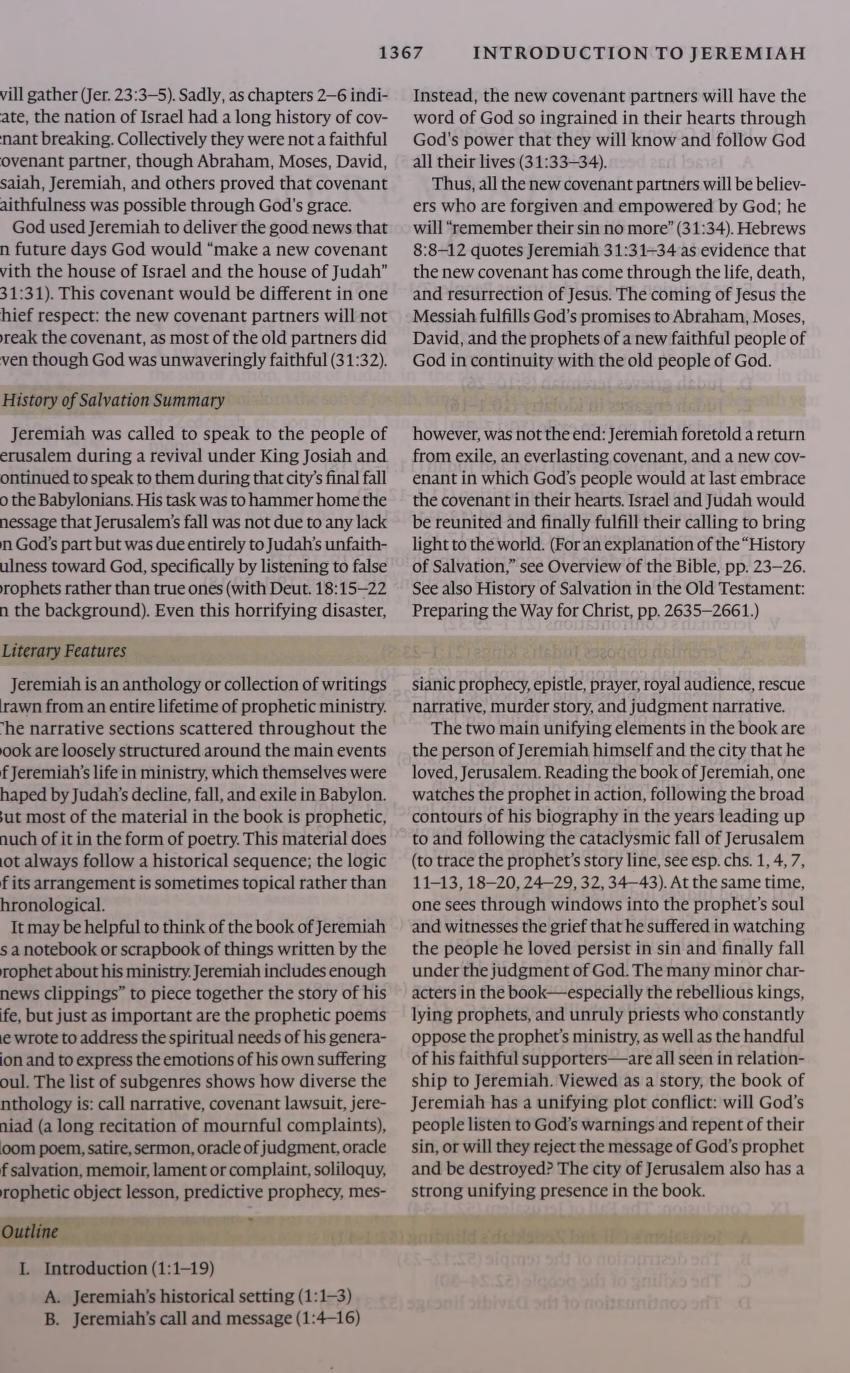 1367 INTRODUCTION TO JEREMIAH
vill gather (Jer. 23:3–5). Sadly, as chapters 2–6 indi-
ate, the nation of Israel had a long history of cov-
nant breaking. Collectively they were not a faithful
ovenant partner, though Abraham, Moses, David,
saiah, Jeremiah, and others proved that covenant
aithfulness was possible through God's grace.
God used Jeremiah to deliver the good news that
n future days God would “make a new covenant
vith the house of Israel and the house of Judah”
31:31). This covenant would be different in one
hief respect: the new covenant partners will not
reak the covenant, as most of the old partners did
ven though God was unwaveringly faithful (31:32).
Instead, the new covenant partners will have the
word of God so ingrained in their hearts through
God's power that they will know and follow God
all their lives (31:33–34).
Thus, all the new covenant partners will be believ-
ers who are forgiven and empowered by God; he
will “remember their sin no more” (31:34). Hebrews
8:8–12 quotes Jeremiah 31:31–34 as evidence that
the new covenant has come through the life, death,
and resurrection of Jesus. The coming of Jesus the
Messiah fulfills God's promises to Abraham, Moses,
David, and the prophets of a new faithful people of
God in continuity with the old people of God.
History of Salvation Summary
Jeremiah was called to speak to the people of
erusalem during a revival under King Josiah and
ontinued to speak to them during that city's final fall
o the Babylonians. His task was to hammer home the
nessage that Jerusalem's fall was not due to any lack
n God's part but was due entirely to Judah's unfaith-
ulness toward God, specifically by listening to false
rophets rather than true ones (with Deut. 18:15–22
n the background). Even this horrifying disaster,
however, was not the end: Jeremiah foretold a return
from exile, an everlasting covenant, and a new cov-
enant in which God's people would at last embrace
the covenant in their hearts. Israel and Judah would
be reunited and finally fulfill their calling to bring
light to the world. (For an explanation of the “History
of Salvation,” see Overview of the Bible, pp. 23–26.
See also History of Salvation in the Old Testament:
Preparing the Way for Christ, pp. 2635–2661.)
Literary Features
Jeremiah is an anthology or collection of writings
lrawn from an entire lifetime of prophetic ministry.
he narrative sections scattered throughout the
ook are loosely structured around the main events
f Jeremiah's life in ministry, which themselves were
haped by Judah's decline, fall, and exile in Babylon.
ut most of the material in the book is prophetic,
nuch of it in the form of poetry. This material does
ot always follow a historical sequence; the logic
f its arrangement is sometimes topical rather than
hronological.
It may be helpful to think of the book of Jeremiah
s a notebook or scrapbook of things written by the
rophet about his ministry. Jeremiah includes enough
news clippings” to piece together the story of his
ife, but just as important are the prophetic poems
e wrote to address the spiritual needs of his genera-
ion and to express the emotions of his own suffering
oul. The list of subgenres shows how diverse the
nthology is: call narrative, covenant lawsuit, jere-
niad (a long recitation of mournful complaints),
oom poem, satire, sermon, oracle of judgment, oracle
f salvation, memoir, lament or complaint, soliloquy,
rophetic object lesson, predictive prophecy, mes-
sianic prophecy, epistle, prayer, royal audience, rescue
narrative, murder story, and judgment narrative.
The two main unifying elements in the book are
the person of Jeremiah himself and the city that he
loved, Jerusalem. Reading the book of Jeremiah, one
watches the prophet in action, following the broad
contours of his biography in the years leading up
to and following the cataclysmic fall of Jerusalem
(to trace the prophet's story line, see esp. chs. 1, 4, 7,
11–13, 18–20, 24–29, 32, 34–43). At the same time,
one sees through windows into the prophet's soul
and witnesses the grief that he suffered in watching
the people he loved persist in sin and finally fall
under the judgment of God. The many minor char-
acters in the book—especially the rebellious kings,
lying prophets, and unruly priests who constantly
oppose the prophet's ministry, as well as the handful
of his faithful supporters—are all seen in relation-
ship to Jeremiah. Viewed as a story, the book of
Jeremiah has a unifying plot conflict: will God's
people listen to God's warnings and repent of their
sin, or will they reject the message of God's prophet
and be destroyed? The city of Jerusalem also has a
strong unifying presence in the book.
Outline
I. Introduction (1:1–19)
A. Jeremiah's historical setting (1:1–3)
B. Jeremiah's call and message (1:4–16)